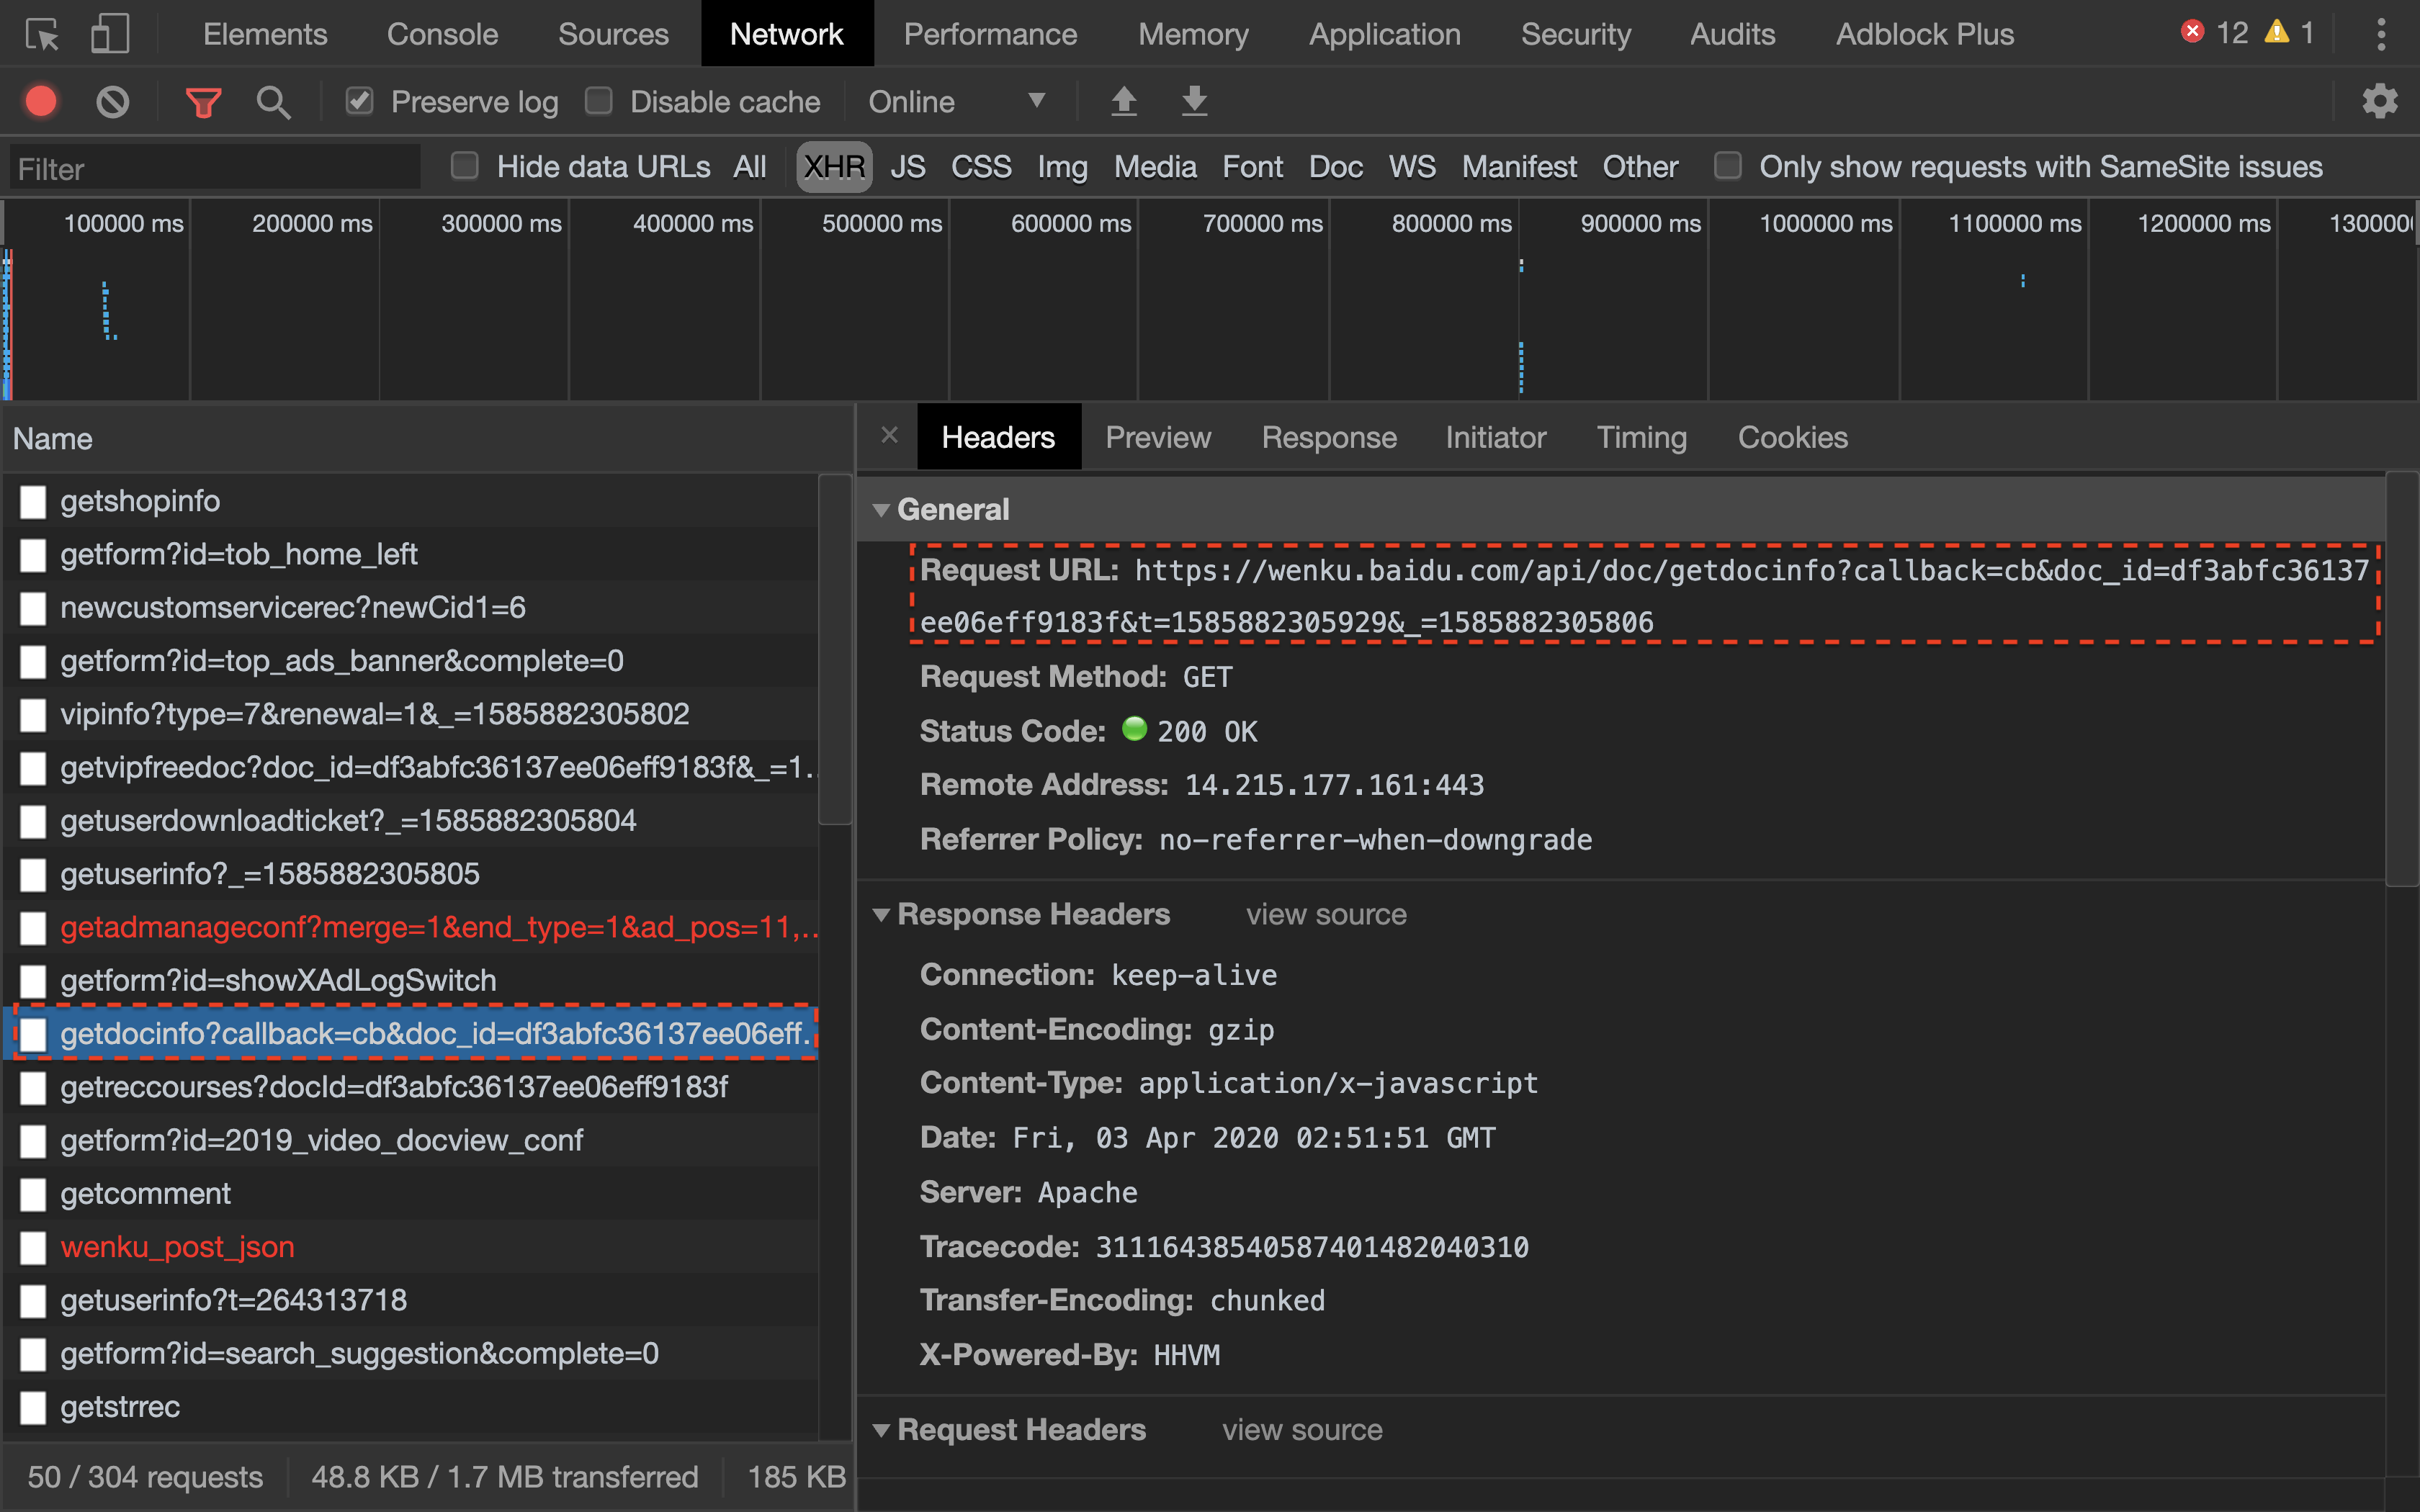 Elements Console Sources Network Performance Memory Application Security Audits Adblock Plus 12 1
Preserve log Disable cache Online
Filter Hide data URLs All XHR JS CSS Img Media Font Doc WS Manifest Other Only show requests with SameSite issues
100000 ms 200000 ms 300000 ms 400000 ms 500000 ms 600000 ms 700000 ms 800000 ms 900000 ms 1000000 ms 1100000 ms 1200000 ms 130000
Name
getshopinfo
getform?id=tob_home_left
newcustomservicerec?newCid1=6
getform?id=top_ads_banner&complete=0
vipinfo?type=7&renewal=1&_=1585882305802
getvipfreedoc?doc_id=df3abfc36137ee06eff9183f&_=1..
getuserdownloadticket?_=1585882305804
getuserinfo?_=1585882305805
getadmanageconf?merge=1&end_type=1&ad_pos=11,..
getform?id=showXAdLogSwitch
getdocinfo?callback=cb&doc_id=df3abfc36137ee06eff.
getreccourses?docId=df3abfc36137ee06eff9183f
getform?id=2019_video_docview_conf
getcomment
wenku_post_json
getuserinfo?t=264313718
getform?id=search_suggestion&complete=0
getstrrec
50 / 304 requests 48.8 KB / 1.7 MB transferred 185 KB
Headers Preview Response Initiator Timing Cookies
General
Request URL: https://wenku.baidu.com/api/doc/getdocinfo?callback=cb&doc_id=df3abfc36137
ee06eff9183f&t=1585882305929&_=1585882305806
Request Method: GET
Status Code: 200 OK
Remote Address: 14.215.177.161:443
Referrer Policy: no-referrer-when-downgrade
Response Headers view source
Connection: keep-alive
Content-Encoding: gzip
Content-Type: application/x-javascript
Date: Fri, 03 Apr 2020 02:51:51 GMT
Server: Apache
Tracecode: 31116438540587401482040310
Transfer-Encoding: chunked
X-Powered-By: HHVM
Request Headers view source